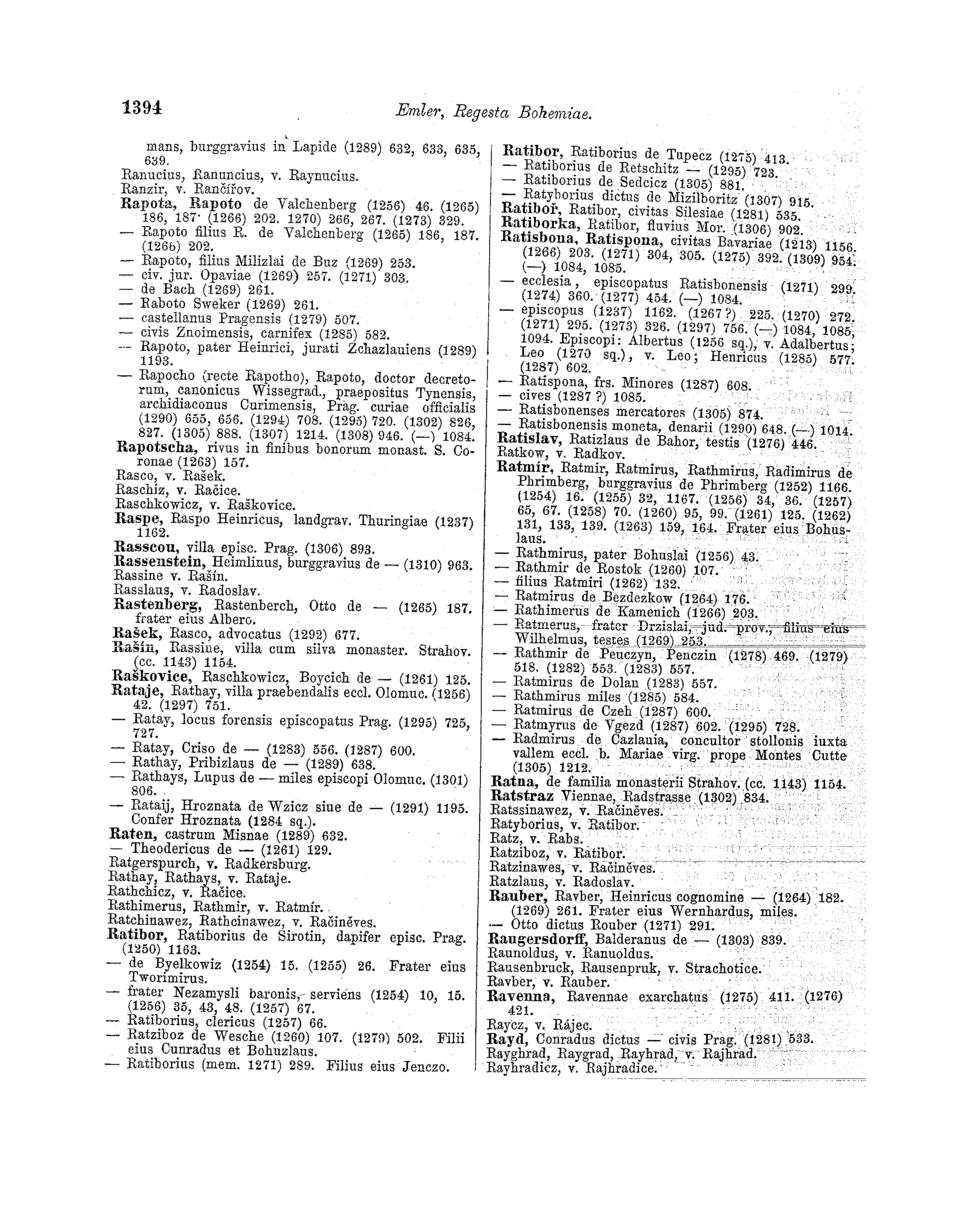 1394
Emler, Regesta Bohemiae.
mans, burggravius in Lapide (1289) 632, 633, 635,
639.
Ranucius, Ranuncius, v. Raynucius.
Ranzir, v. Rančířov.
Rapota, Rapoto de Valchenberg (1256) 46. (1265)
186, 187· (1266) 202. 1270) 266, 267. (1273) 329.
— Rapoto filius R. de Valchenberg (1265) 186, 187.
(1266) 202.
— Rapoto, filius Milizlai de Buz (1269) 253.
— civ. jur. Opaviae (1269) 257. (1271) 303.
— de Bach (1269) 261.
— Raboto Sweker (1269) 261.
— castellanus Pragensis (1279) 507.
— civis Znoimensis, carnifex (1285) 582.
— Rapoto, pater Heinrici, jurati Zchazlauiens (1289)
1193.
— Rapocho (recte Rapotho), Rapoto, doctor decreto-
rum, canonicus Wissegrad., praepositus Tynensis,
archidiaconus Curimensis, Prag. curiae officialis
(1290) 655, 656. (1294) 708. (1295) 720. (1302) 826,
827. (1305) 888. (1307) 1214. (1308) 946. (—) 1084.
Rapotscha, rivus in finibus bonorum monast. S. Co-
ronae (1263) 157.
Rasco, v. Rašek.
Raschiz, v. Račice.
Raschkowicz, v. Raškovice.
Raspe, Raspo Heinricus, landgrav. Thuringiae (1237)
1162.
Rasscou, villa episc. Prag. (1306) 893.
Rassenstein, Heimlinus, burggravius de — (1310) 963.
Rassine v. Rašín.
Rasslaus, v. Radoslav.
Rastenberg, Rastenberch, Otto de — (1265) 187.
frater eius Albero.
Rašek, Rasco, advocatus (1292) 677.
Rašín, Rassine, villa cum silva monaster. Strahov.
(cc. 1143) 1154.
Raškovice, Raschkowicz, Boycich de — (1261) 125.
Rataje, Rathay, villa praebendalis eccl. Olomuc. (1256)
42. (1297) 751.
— Ratay, locus forensis episcopatus Prag. (1295) 725,
727.
— Ratay, Criso de — (1283) 556. (1287) 600.
— Rathay, Pribizlaus de — (1289) 638.
— Rathays, Lupus de — miles episcopi Olomuc. (1301)
806.
— Rataij, Hroznata de Wzicz siue de — (1291) 1195.
Confer Hroznata (1284 sq.).
Raten, castrum Misnae (1289) 632.
— Theodericus de — (1261) 129.
Ratgerspurch, v. Radkersburg.
Rathay, Rathays, v. Rataje.
Rathchicz, v. Račice.
Rathimerus, Rathmir, v. Ratmír.
Ratchinawez, Rathcinawez, v. Račiněves.
Ratibor, Ratiborius de Sirotin, dapifer episc. Prag.
(1250) 1163.
— de Byelkowiz (1254) 15. (1255) 26. Frater eius
Tworimirus.
— frater Nezamysli baronis, serviens (1254) 10, 15.
(1256) 35, 43, 48. (1257) 67.
— Ratiborius, clericus (1257) 66.
— Ratziboz de Wesche (1260) 107. (1279) 502. Filii
eius Cunradus et Bohuzlaus.
— Ratiborius (mem. 1271) 289. Filius eius Jenczo.
Ratibor, Ratiborius de Tupecz (1275) 413.
— Ratiborius de Retschitz — (1295) 723.
— Ratiborius de Sedcicz (1305) 881.
— Ratyborius dictus de Mizilboritz (1307) 915.
Ratiboř, Ratibor, civitas Silesiae (1281) 535.
Ratiborka, Ratibor, fluvius Mor. (1306) 902.
Ratisbona, Ratispona, civitas Bavariae (1213) 1156.
(1266) 203. (1271) 304, 305. (1275) 392. (1309) 954.
(—) 1084, 1085.
— ecclesia, episcopatus Ratisbonensis (1271) 299.
(1274) 360. (1277) 454. (—) 1084.
— episcopus (1237) 1162. (1267?) 225. (1270) 272.
(1271) 295. (1273) 326. (1297) 756. (—) 1084, 1085,
1094. Episcopi: Albertus (1256 sq.), v. Adalbertus;
Leo (1270 sq.), v. Leo; Henricus (1285) 577.
(1287) 602.
— Ratispona, frs. Minores (1287) 608.
— cives (1287 ?) 1085.
— Ratisbonenses mercatores (1305) 874.
— Ratisbonensis moneta, denarii (1290) 648. (—) 1014.
Ratislav, Ratizlaus de Bahor, testis (1276) 446.
Ratkow, v. Radkov.
Ratmír, Ratmir, Ratmirus, Rathmirus, Radimirus de
Phrimberg, burggravius de Phrimberg (1252) 1166.
(1254) 16. (1255) 32, 1167. (1256) 34, 36. (1257)
65, 67. (1258) 70. (1260) 95, 99. (1261) 125. (1262)
131, 133, 139. (1263) 159, 164. Frater eius Bohus-
laus.
— Rathmirus, pater Bohuslai (1256) 43.
— Rathmir de Rostok (1260) 107.
— filius Ratmiri (1262) 132.
— Ratmirus de Bezdezkow (1264) 176.
— Rathimerus de Kamenich (1266) 203.
— Ratmerus, frater Drzislai, jud. prov., filius eius
Wilhelmus, testes (1269) 253.
— Rathmir de Peuczyn, Penczin (1278) 469. (1279)
518. (1282) 553. (1283) 557.
— Ratmirus de Dolan (1283) 557.
— Rathmirus miles (1285) 584.
— Ratmirus de Czeh (1287) 600.
— Ratmyrus de Vgezd (1287) 602. (1295) 728.
— Radmirus de Cazlauia, concultor stollonis iuxta
vallem eccl. b. Mariae virg. prope Montes Cutte
(1305) 1212.
Ratna, de familia monasterii Strahov. (cc. 1143) 1154.
Ratstraz Viennae, Radstrasse (1302) 834.
Ratssinawez, v. Račiněves.
Ratyborius, v. Ratibor.
Ratz, v. Rabs.
Ratziboz, v. Ratibor.
Ratzinawes, v. Račiněves.
Ratzlaus, v. Radoslav.
Rauber, Ravber, Heinricus cognomine — (1264) 182.
(1269) 261. Frater eius Wernhardus, miles.
— Otto dictus Rouber (1271) 291.
Raugersdorff, Balderanus de — (1303) 839.
Raunoldus, v. Ranuoldus.
Rausenbruck, Rausenpruk, v. Strachotice.
Ravber, v. Rauber.
Ravenna, Ravennae exarchatus (1275) 411. (1276)
421.
Raycz, v. Rájec.
Rayd, Conradus dictus — civis Prag. (1281) 533.
Rayghrad, Raygrad, Rayhrad, v. Rajhrad.
Rayhradicz, v. Rajhradice.